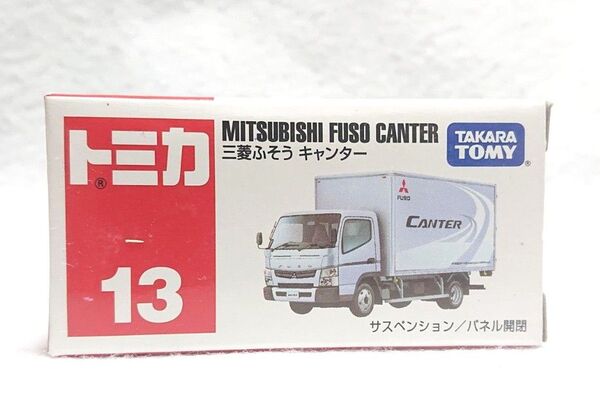 トミカ
®
13
MITSUBISHI FUSO CANTER
三菱ふそう キャンター
TAKARA
TOMY
®
FUSO
CANTER
サスペンション/パネル開閉